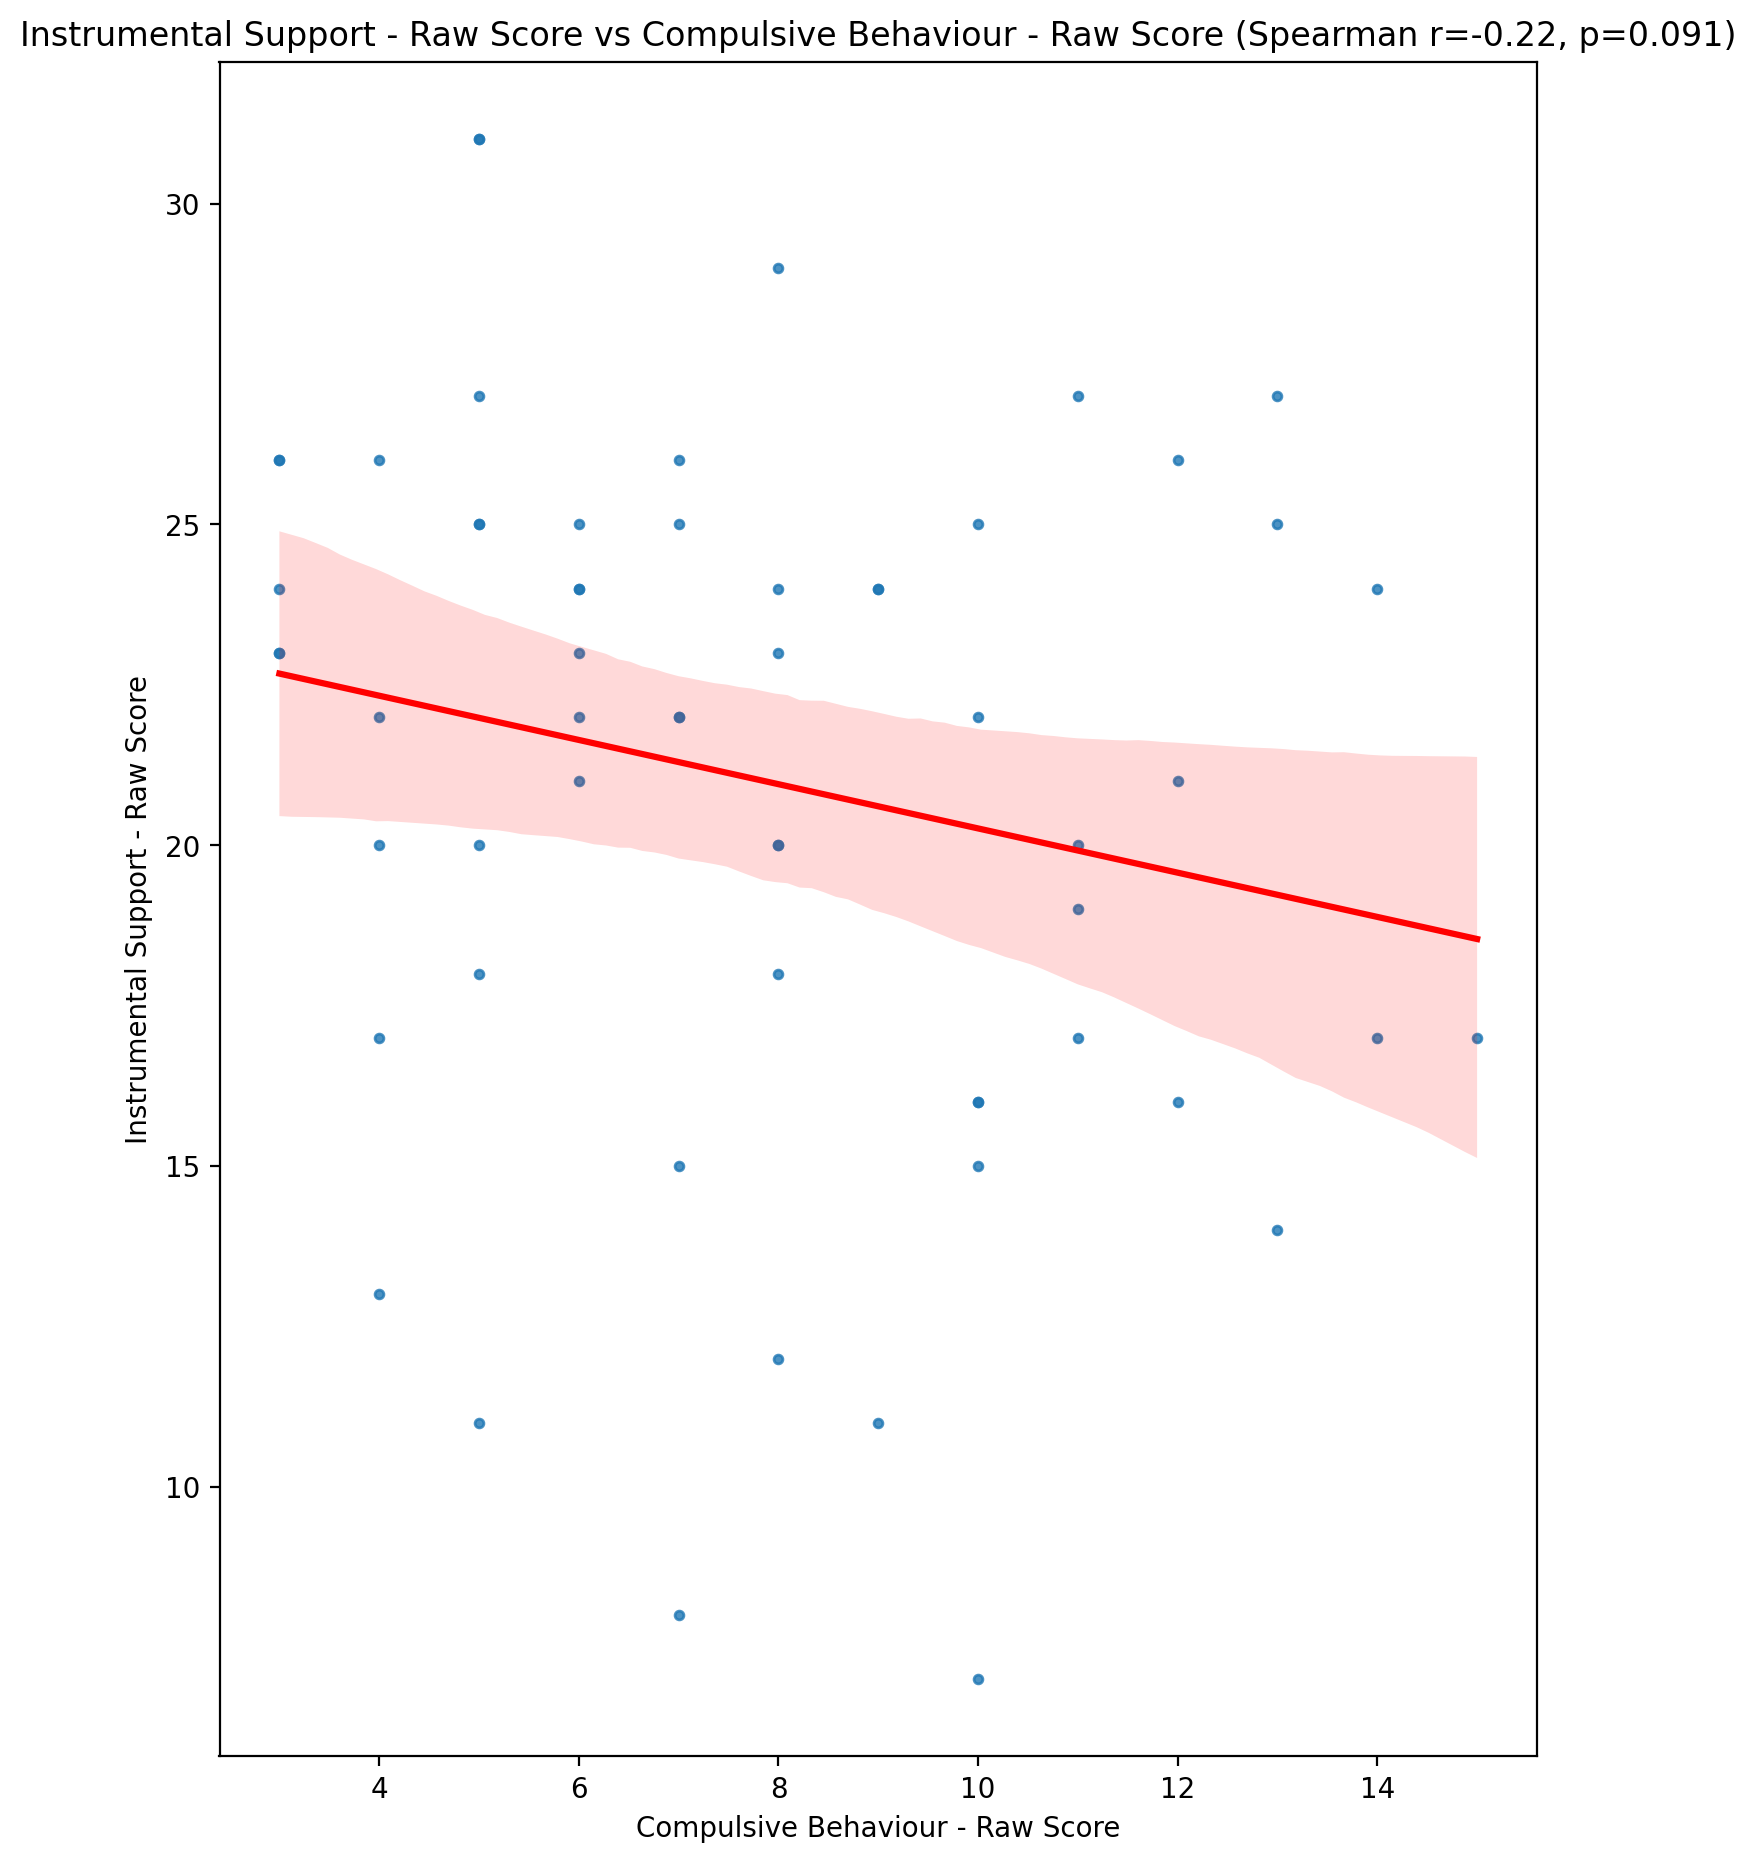 Instrumental Support - Raw Score vs Compulsive Behaviour - Raw Score (Spearman r=-0.22, p=0.091)
30
25
20
15
10
Instrumental Support - Raw Score
4 6 8 10 12 14
Compulsive Behaviour - Raw Score